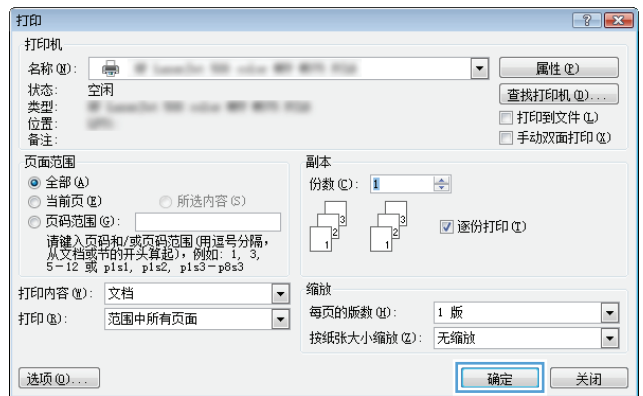 打印
打印机
名称(N):
属性(P)
状态: 空闲
查找打印机(D)...
类型:
打印到文件(L)
位置:
手动双面打印(X)
备注:
页面范围
全部(A)
当前页(E) 所选内容(S)
页码范围(G):
请键入页码和/或页码范围(用逗号分隔,
从文档或节的开头算起),例如: 1, 3,
5-12 或 p1s1, p1s2, p1s3-p8s3
副本
份数(C): 1
3 3
2 2
1 1
逐份打印(T)
打印内容(W): 文档
打印(R): 范围中所有页面
缩放
每页的版数(H): 1 版
按纸张大小缩放(Z): 无缩放
选项(O)...
确定 关闭